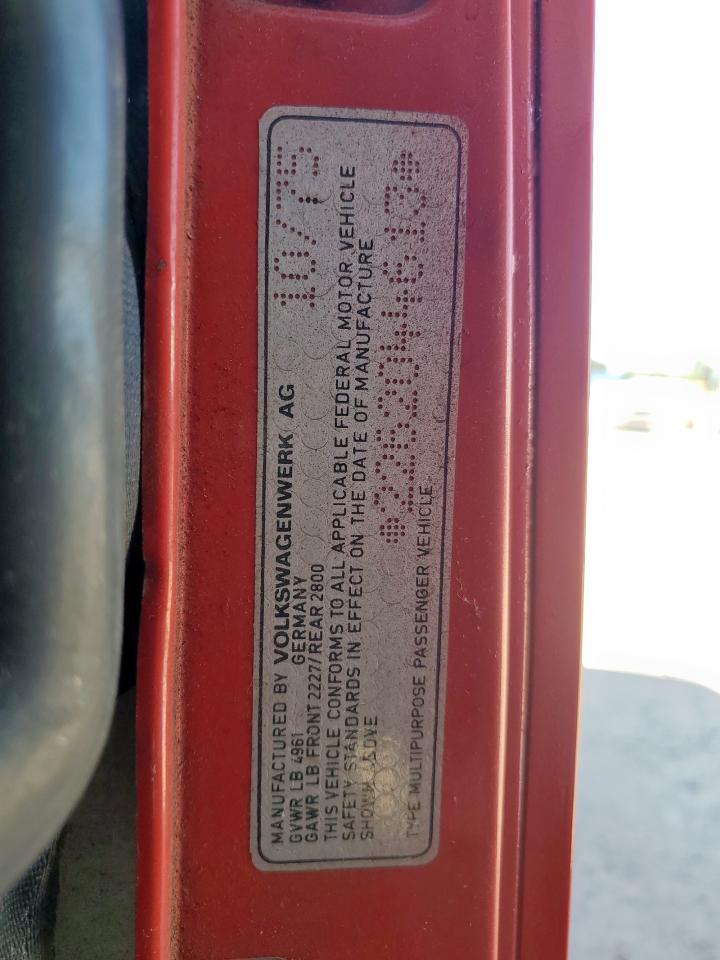 MANUFACTURED BY VOLKSWAGENWERK AG 10/75
GVWR LB 4961 GERMANY
GAWR LB FRONT 2227/REAR 2800
THIS VEHICLE CONFORMS TO ALL APPLICABLE FEDERAL MOTOR VEHICLE
SAFETY STANDARDS IN EFFECT ON THE DATE OF MANUFACTURE
SHOWN ABOVE
●2262044613●
TYPE MULTIPURPOSE PASSENGER VEHICLE